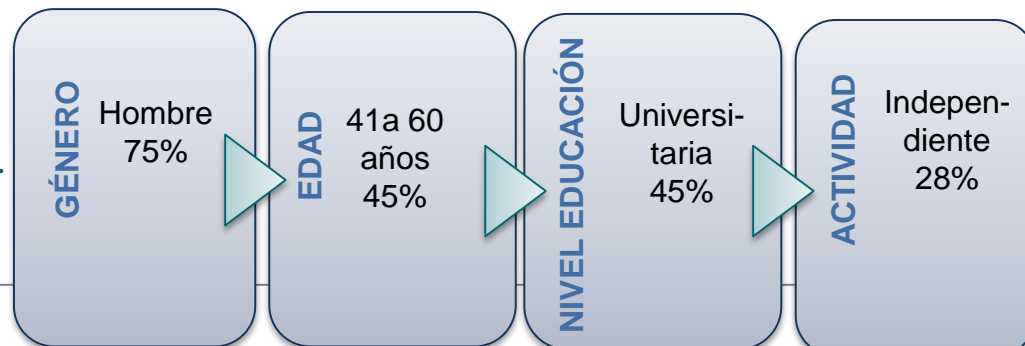 GÉNERO
Hombre
75%
EDAD
41a 60
años
45%
NIVEL EDUCACIÓN
Universi-
taria
45%
ACTIVIDAD
Indepen-
diente
28%